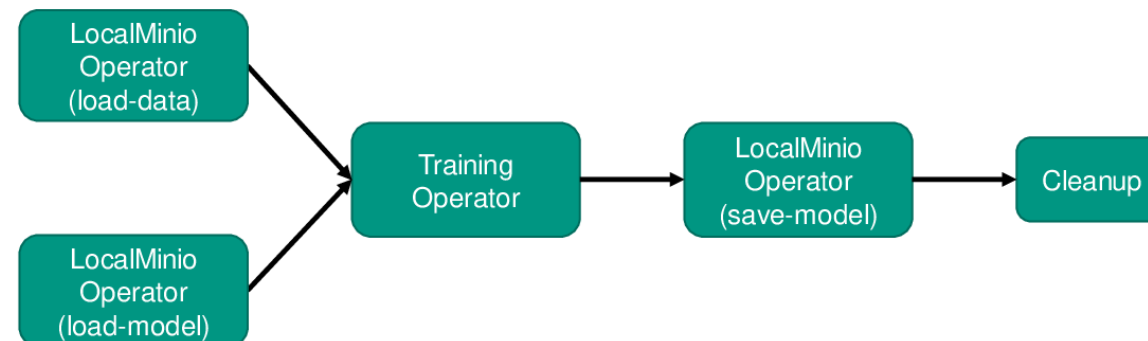 LocalMinio
Operator
(load-data)
LocalMinio
Operator
(load-model)
Training
Operator
LocalMinio
Operator
(save-model)
Cleanup